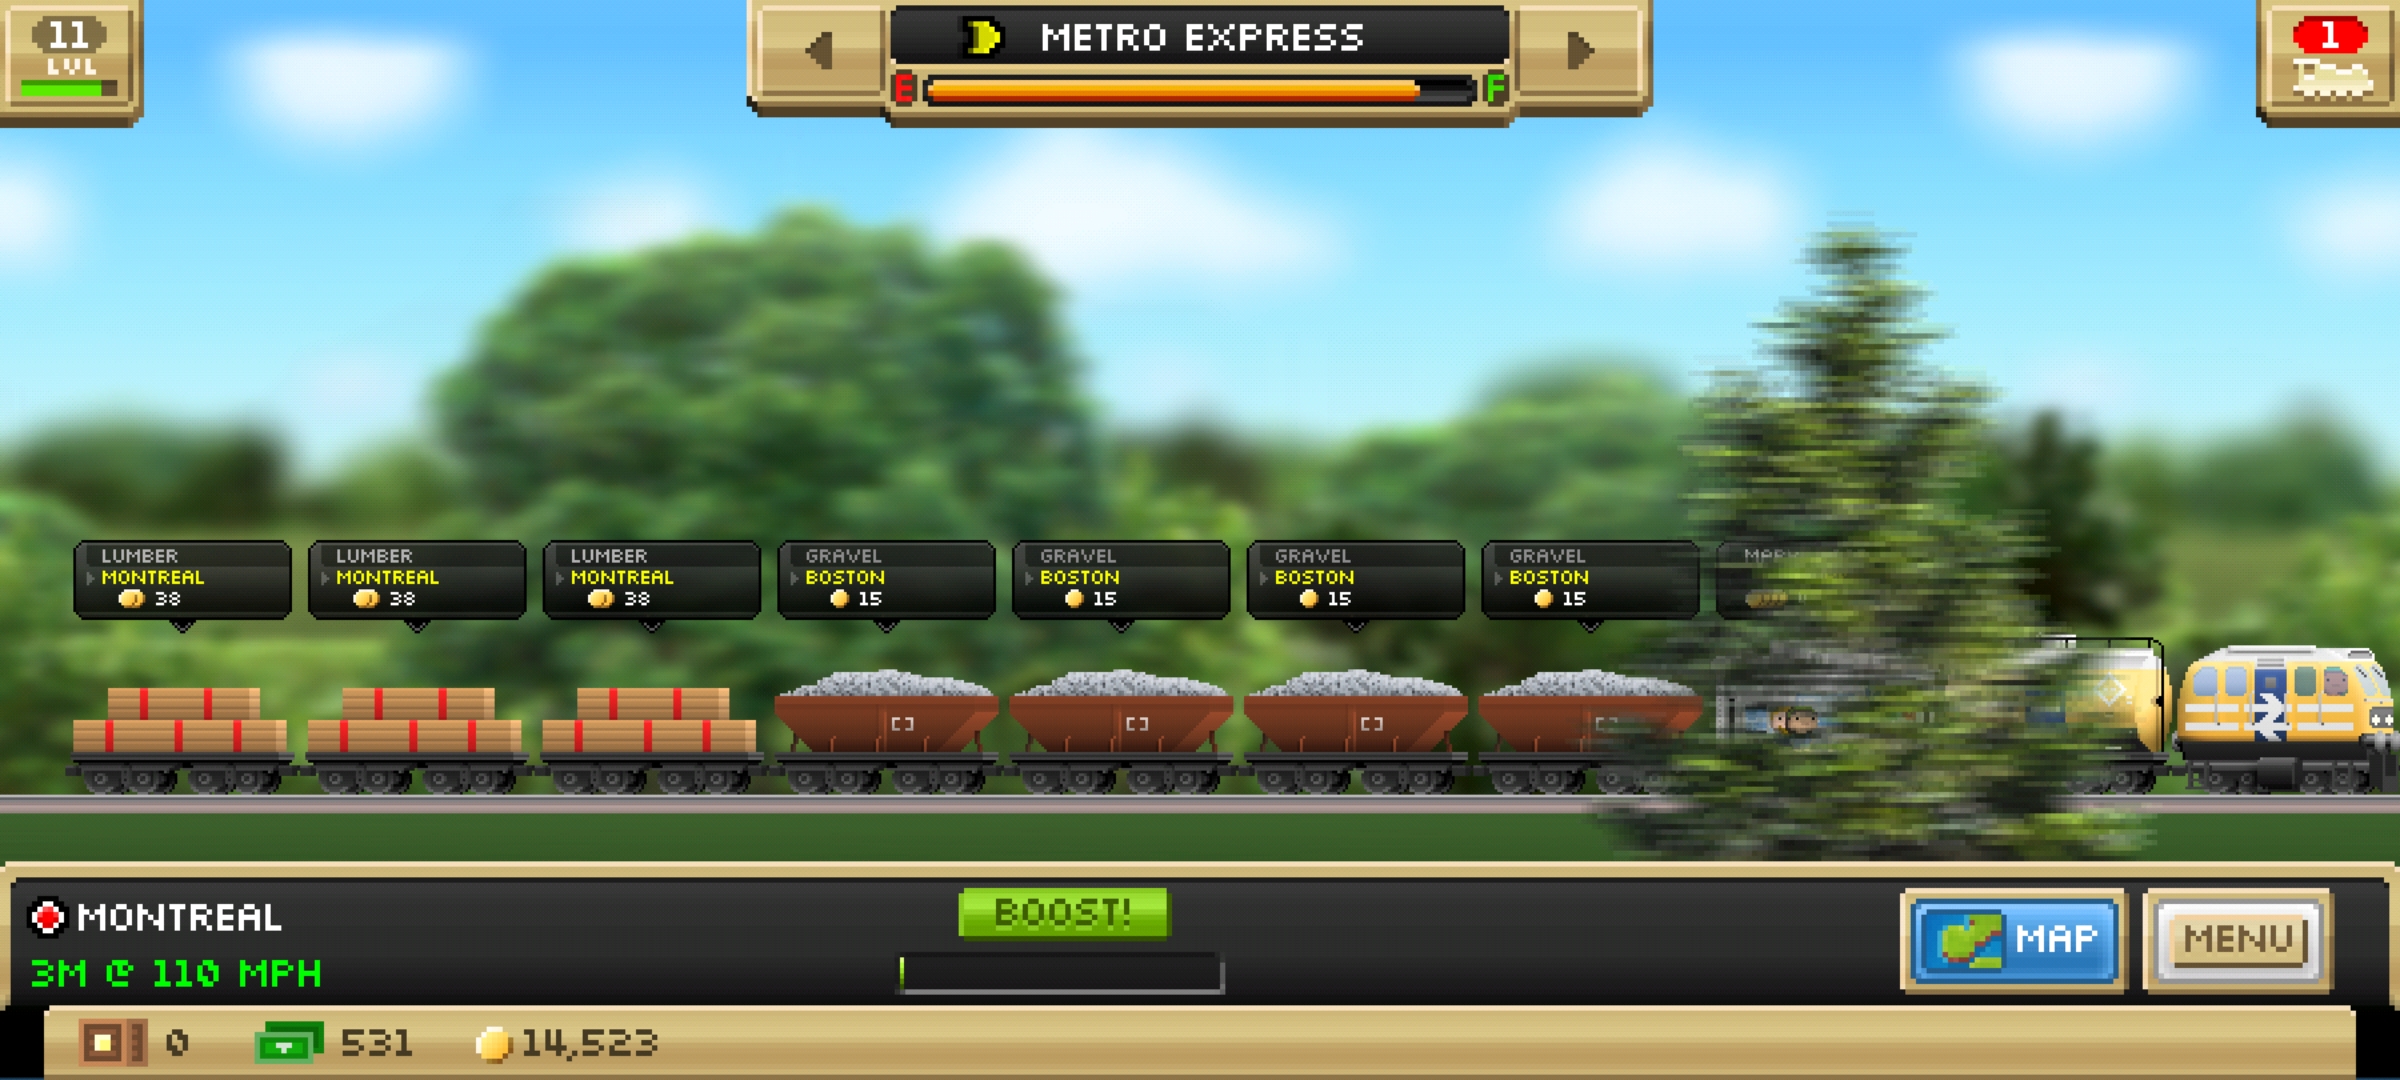 11
LVL
METRO EXPRESS
E
F
1
LUMBER
MONTREAL
38
LUMBER
MONTREAL
38
LUMBER
MONTREAL
38
GRAVEL
BOSTON
15
GRAVEL
BOSTON
15
GRAVEL
BOSTON
15
GRAVEL
BOSTON
15
MONTREAL
3M @ 110 MPH
BOOST!
MAP
MENU
0
531
14,523